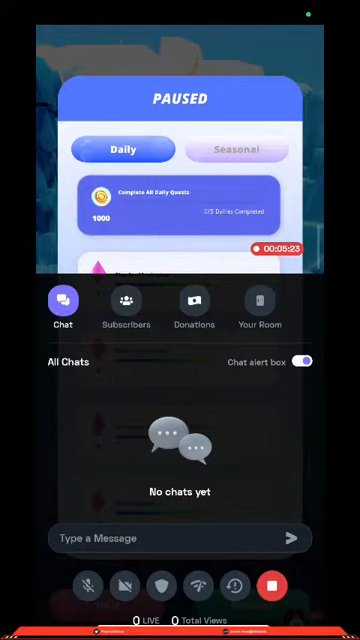 PAUSED
Daily
Seasonal
Complete All Daily Quests
1000
0/5 Dailies Completed
00:05:23
Chat
Subscribers
Donations
Your Room
All Chats
Chat alert box
No chats yet
Type a Message
0 LIVE
0 Total Views